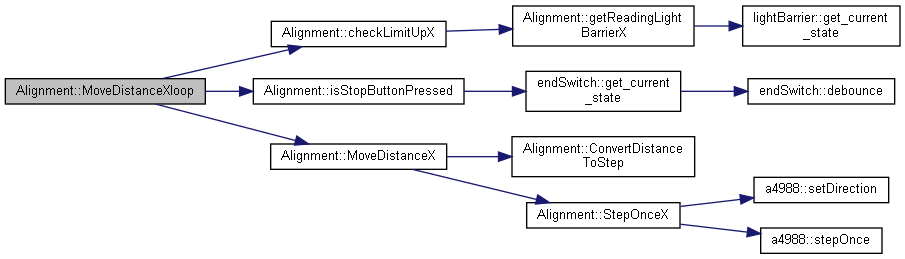 Alignment::MoveDistanceXloop
Alignment::checkLimitUpX
Alignment::getReadingLight
BarrierX
lightBarrier::get_current
_state
Alignment::isStopButtonPressed
endSwitch::get_current
_state
endSwitch::debounce
Alignment::MoveDistanceX
Alignment::ConvertDistance
ToStep
Alignment::StepOnceX
a4988::setDirection
a4988::stepOnce